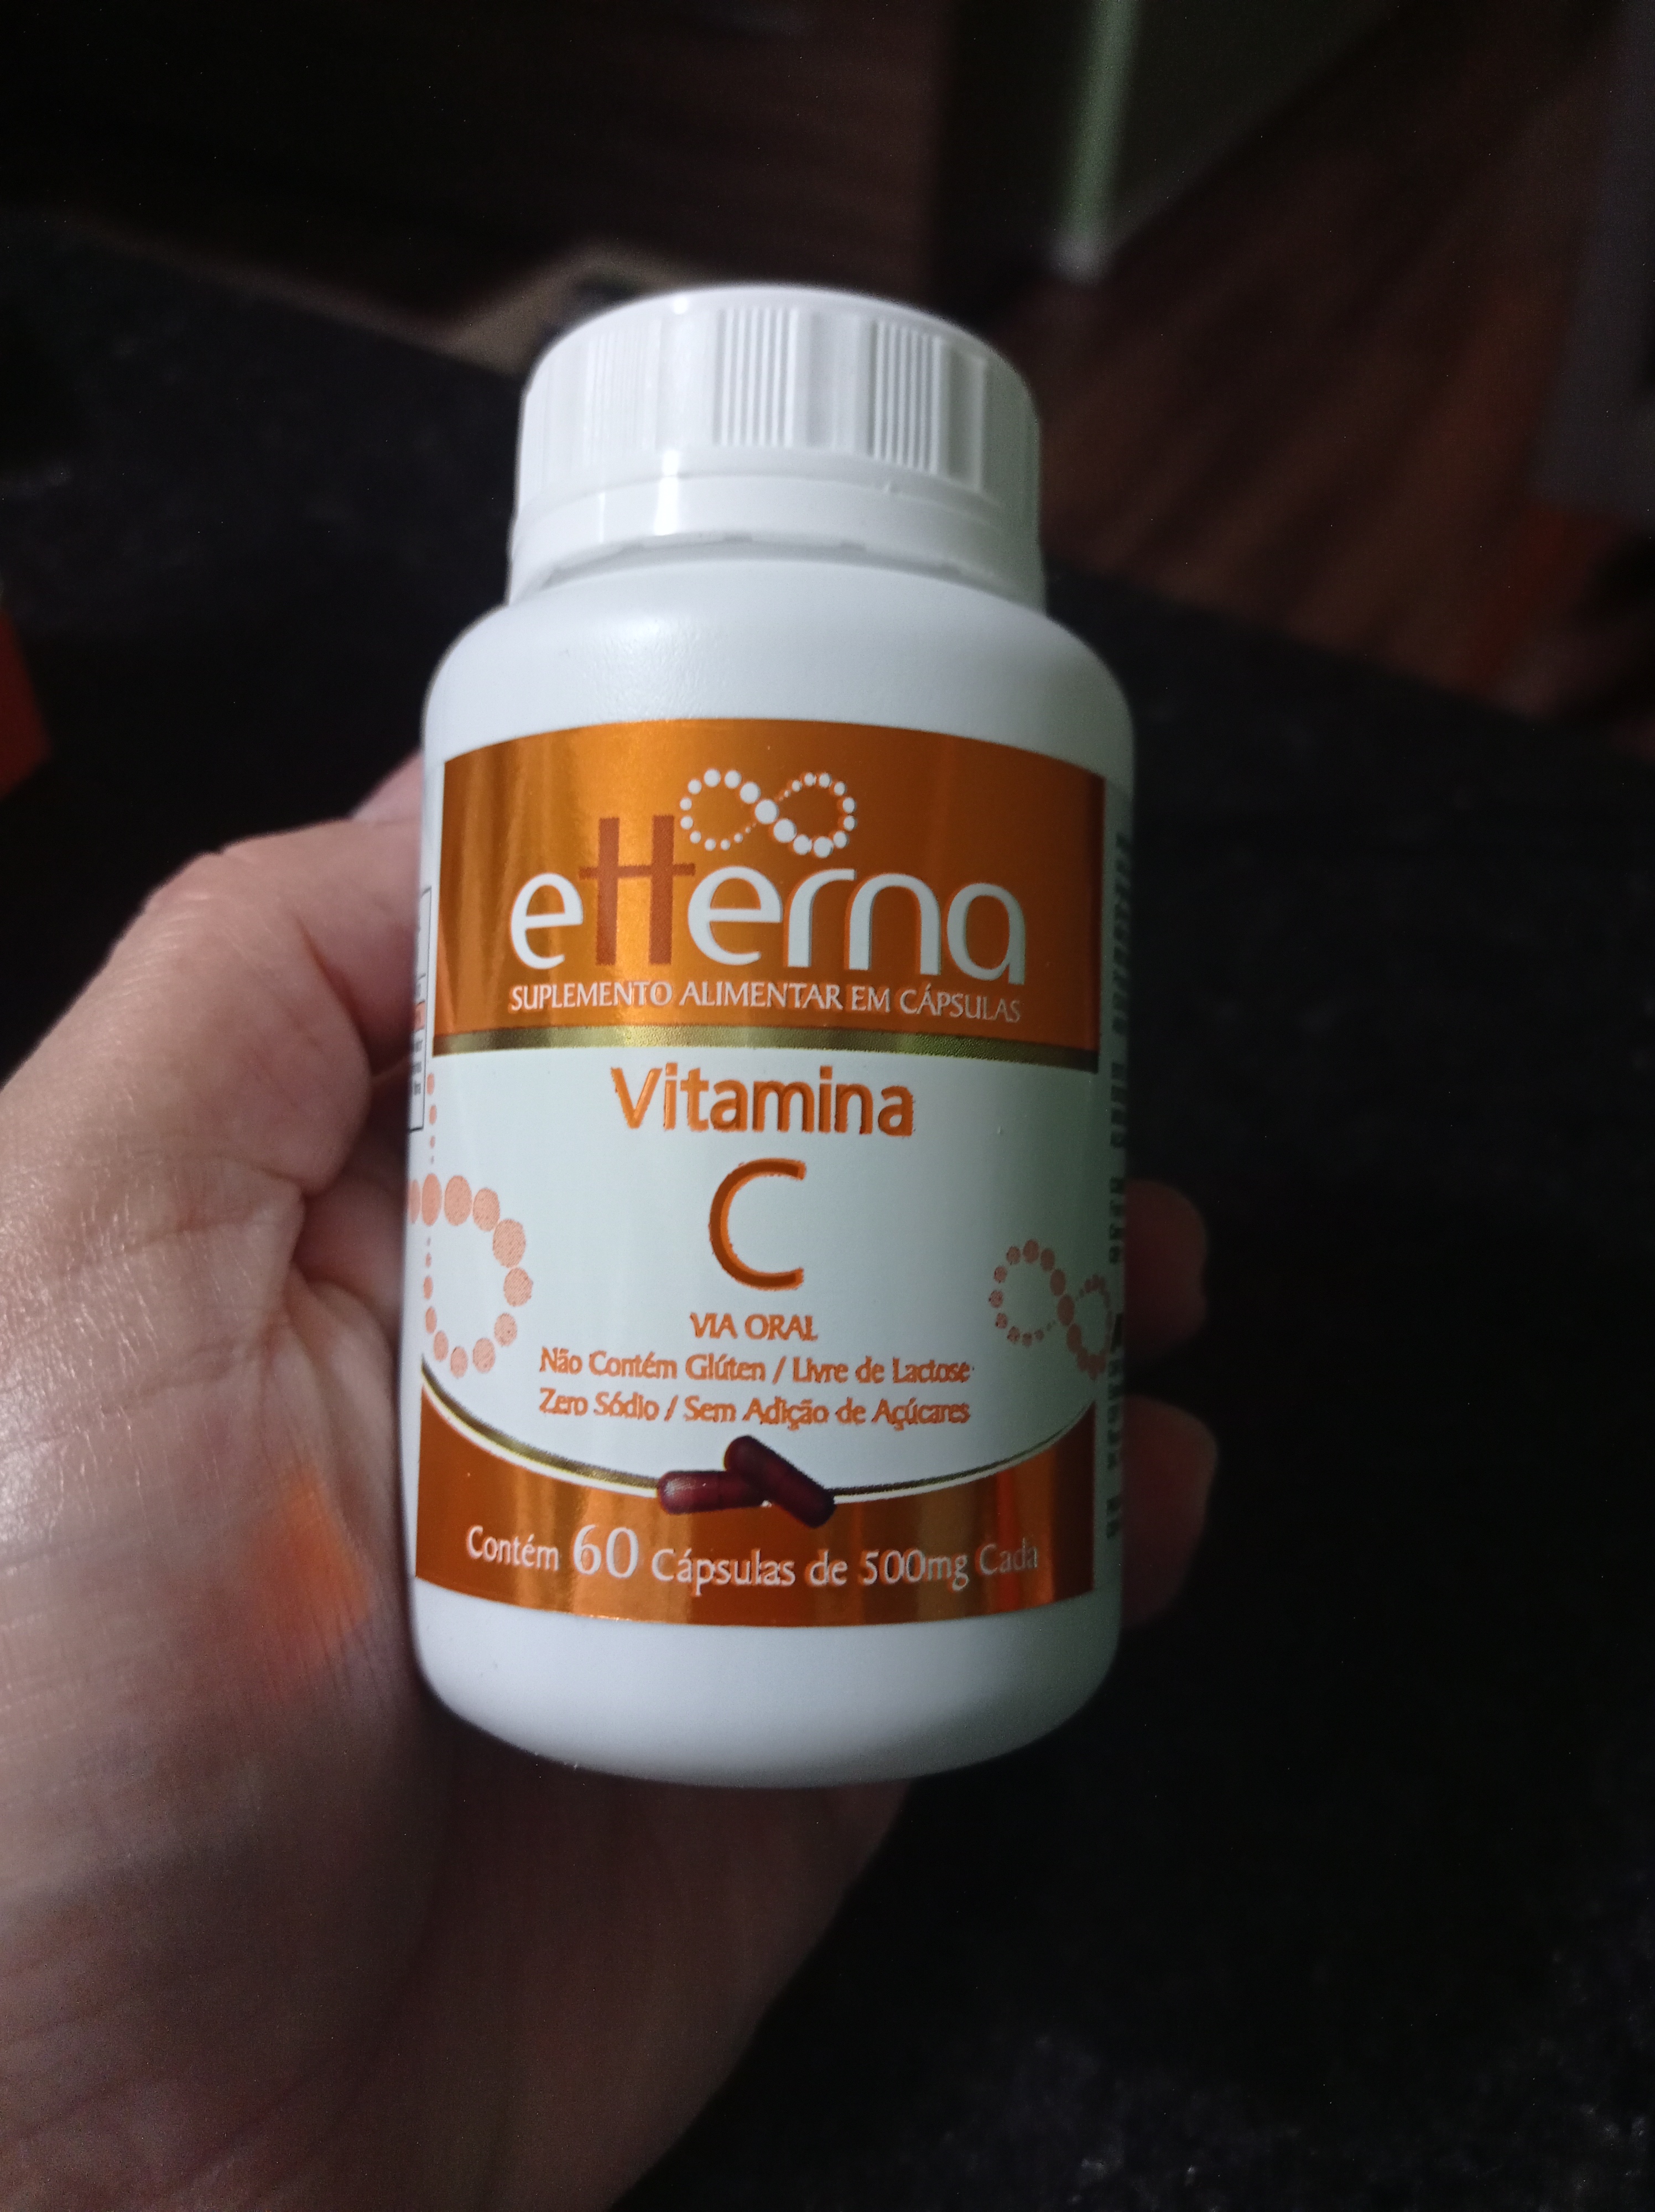 etterna
SUPLEMENTO ALIMENTAR EM CÁPSULAS
Vitamina
C
VIA ORAL
Não Contém Glúten / Livre de Lactose
Zero Sódio / Sem Adição de Açúcares
Contém 60 Cápsulas de 500mg Cada